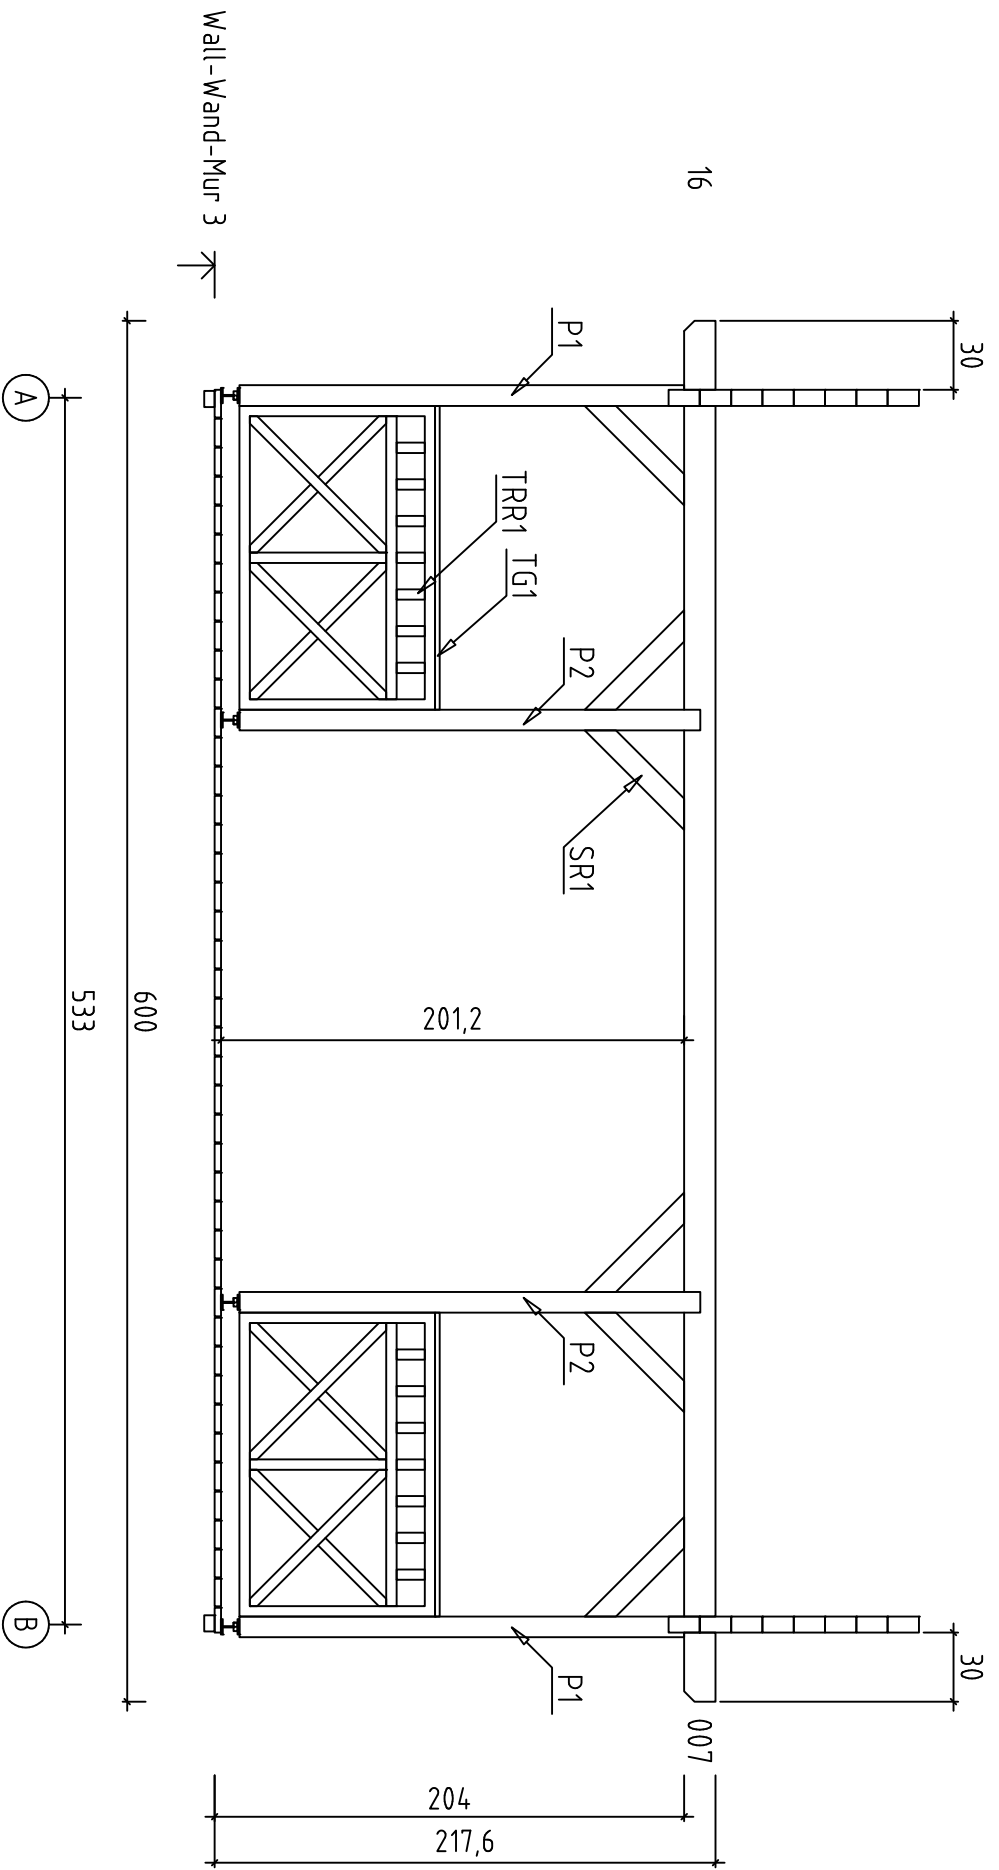 Wall-Wand-Mur 3
16
30
P1
TRR1
TG1
P2
SR1
201,2
600
533
A
P2
P1
B
30
007
204
217,6